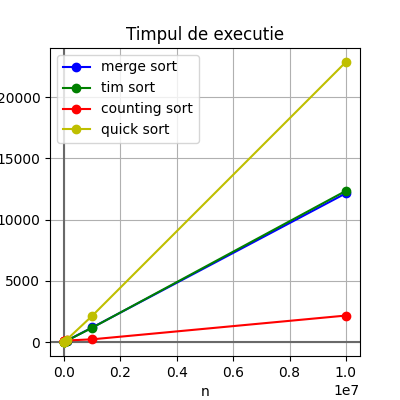 Timpul de executie
merge sort
tim sort
counting sort
quick sort
20000
15000
10000
5000
0
0.0 0.2 0.4 0.6 0.8 1.0
1e7
n